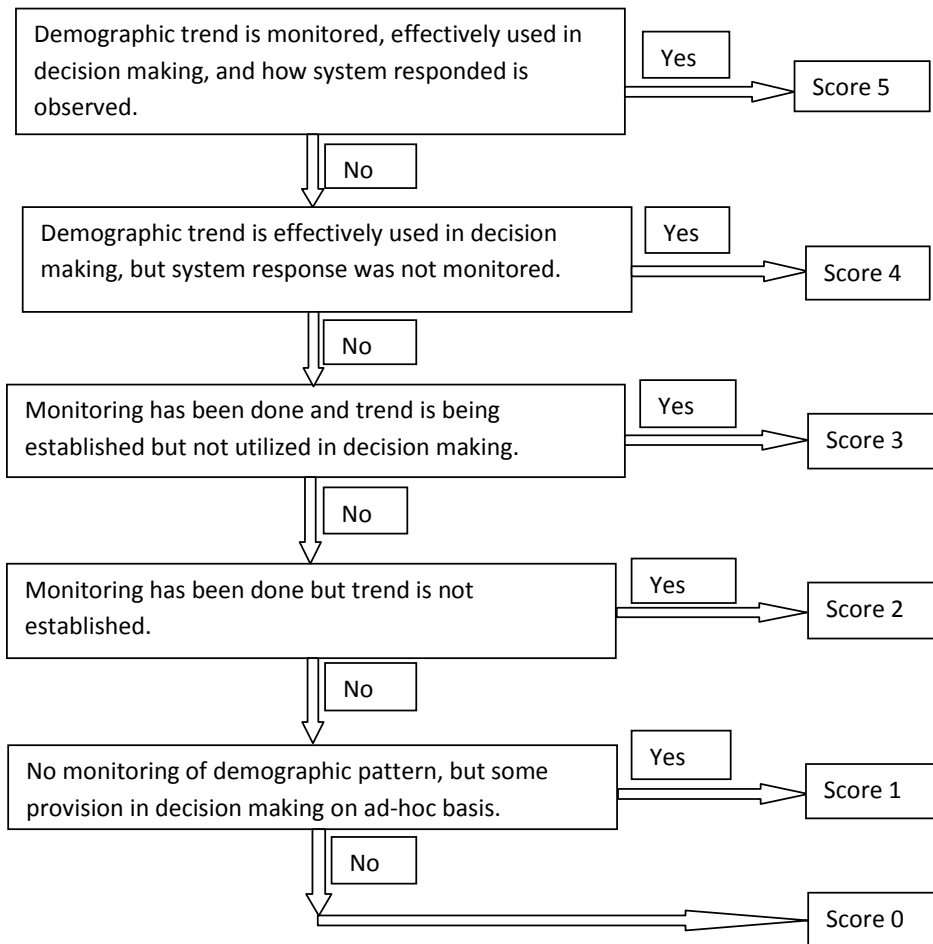 Demographic trend is monitored, effectively used in
decision making, and how system responded is
observed.
Yes
Score 5
No
Demographic trend is effectively used in decision
making, but system response was not monitored.
Yes
Score 4
No
Monitoring has been done and trend is being
established but not utilized in decision making.
Yes
Score 3
No
Monitoring has been done but trend is not
established.
Yes
Score 2
No
No monitoring of demographic pattern, but some
provision in decision making on ad-hoc basis.
Yes
Score 1
No
Score 0